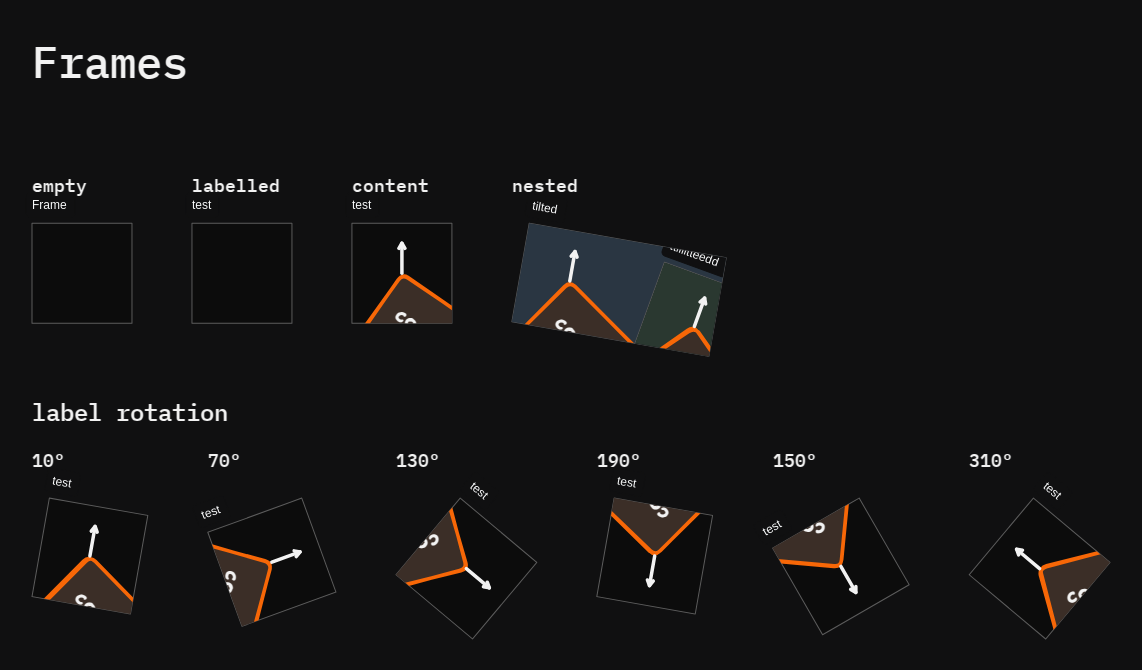 Frames
empty labelled content nested
Frame test test tilted
label rotation
10° 70° 130° 190° 150° 310°
test test test test test test